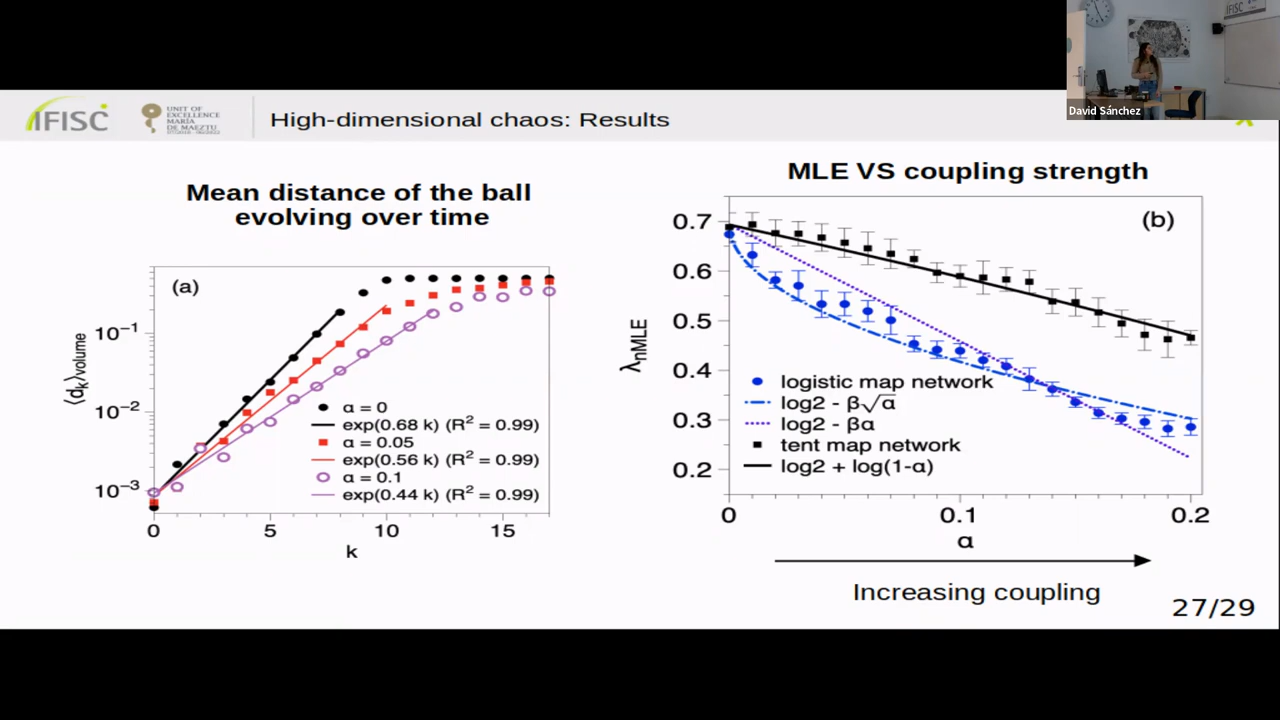 IFISC
David Sánchez
IFISC
UNIT OF
EXCELLENCE
MARÍA
DE MAEZTU
High-dimensional chaos: Results
Mean distance of the ball
evolving over time
(a)
10⁻¹
10⁻²
10⁻³
⟨dₖ⟩volume
α = 0
exp(0.68 k) (R² = 0.99)
α = 0.05
exp(0.56 k) (R² = 0.99)
α = 0.1
exp(0.44 k) (R² = 0.99)
0 5 10 15
k
MLE VS coupling strength
(b)
0.7
0.6
0.5
0.4
0.3
0.2
λnMLE
logistic map network
log2 - β√α
log2 - βα
tent map network
log2 + log(1-α)
0 0.1 0.2
α
Increasing coupling
27/29